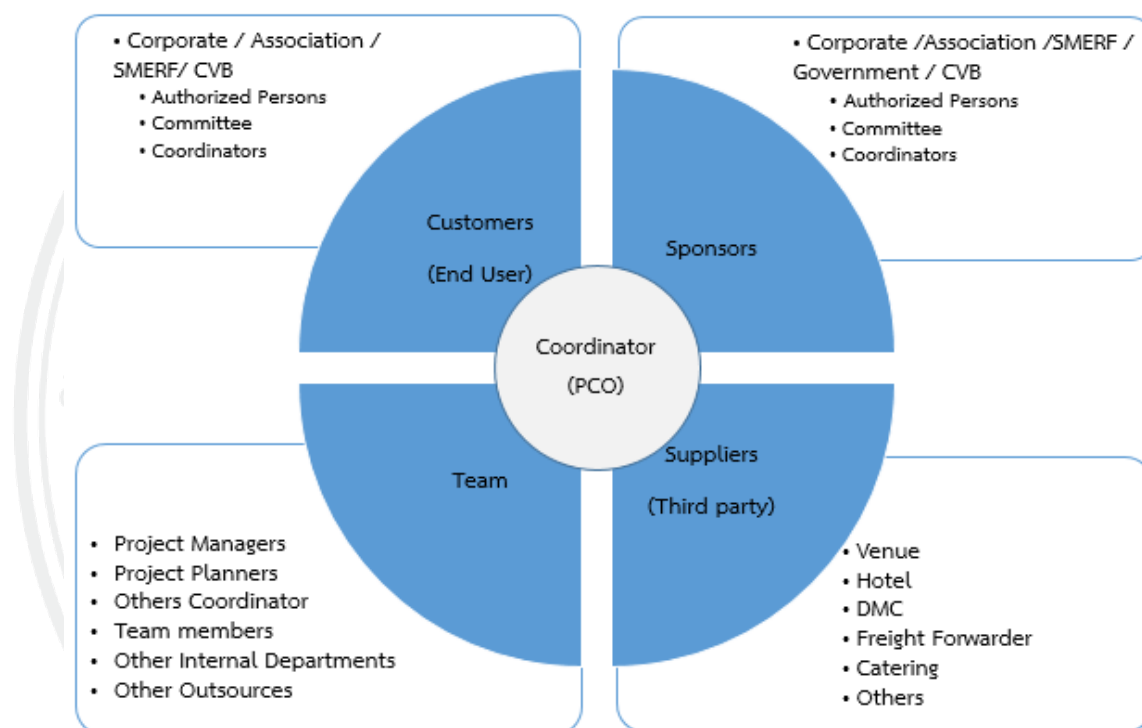 • Corporate / Association /
SMERF/ CVB
• Authorized Persons
• Committee
• Coordinators
• Corporate /Association /SMERF /
Government / CVB
• Authorized Persons
• Committee
• Coordinators
Customers
(End User)
Sponsors
Coordinator
(PCO)
Team
Suppliers
(Third party)
• Project Managers
• Project Planners
• Others Coordinator
• Team members
• Other Internal Departments
• Other Outsources
• Venue
• Hotel
• DMC
• Freight Forwarder
• Catering
• Others